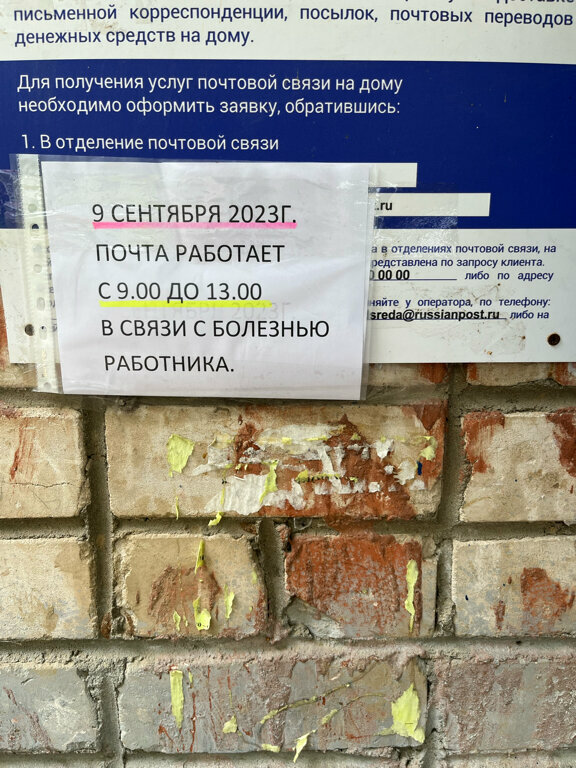 письменной корреспонденции, посылок, почтовых переводов
денежных средств на дому.
Для получения услуг почтовой связи на дому
необходимо оформить заявку, обратившись:
1. В отделение почтовой связи
.ru
9 СЕНТЯБРЯ 2023Г.
ПОЧТА РАБОТАЕТ
С 9.00 ДО 13.00
В СВЯЗИ С БОЛЕЗНЬЮ
РАБОТНИКА.
а в отделениях почтовой связи, на
редставлена по запросу клиента.
0 00 00 либо по адресу
няйте у оператора, по телефону:
sreda@russianpost.ru либо на